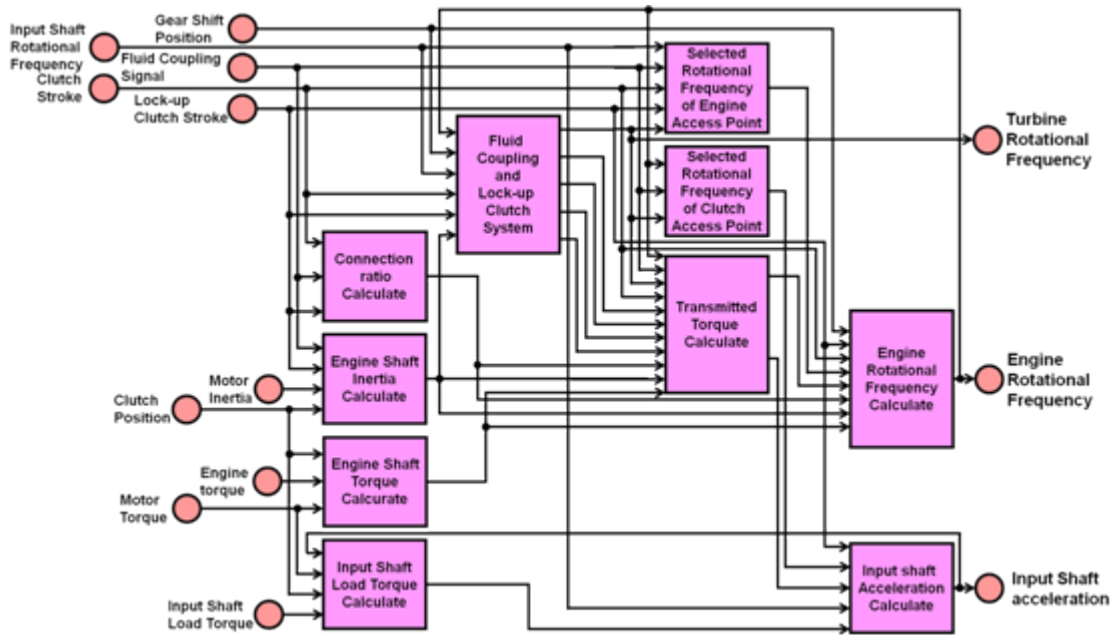 Gear Shift
Position
Input Shaft
Rotational
Frequency
Fluid Coupling
Signal
Clutch
Stroke
Lock-up
Clutch Stroke
Selected
Rotational
Frequency
of Engine
Access Point
Turbine
Rotational
Frequency
Fluid
Coupling
and
Lock-up
Clutch
System
Selected
Rotational
Frequency
of Clutch
Access Point
Connection
ratio
Calculate
Transmitted
Torque
Calculate
Engine Shaft
Inertia
Calculate
Engine
Rotational
Frequency
Calculate
Engine
Rotational
Frequency
Motor
Inertia
Clutch
Position
Engine
torque
Engine Shaft
Torque
Calcurate
Motor
Torque
Input Shaft
Load Torque
Calculate
Input Shaft
Load Torque
Input shaft
Acceleration
Calculate
Input Shaft
acceleration